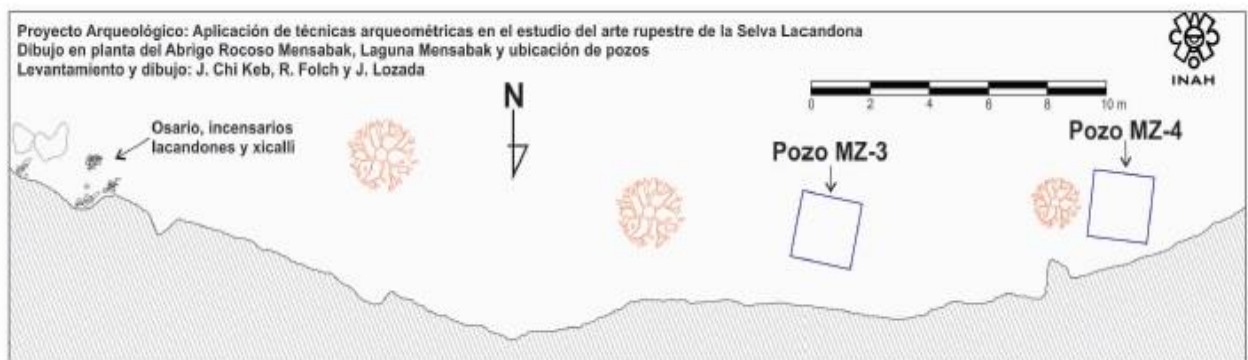 Proyecto Arqueológico: Aplicación de técnicas arqueométricas en el estudio del arte rupestre de la Selva Lacandona
Dibujo en planta del Abrigo Rocoso Mensabak, Laguna Mensabak y ubicación de pozos
Levantamiento y dibujo: J. Chi Keb, R. Folch y J. Lozada
INAH
N
0 2 4 6 8 10 m
Osario, incensarios
lacandones y xicalli
Pozo MZ-3
Pozo MZ-4